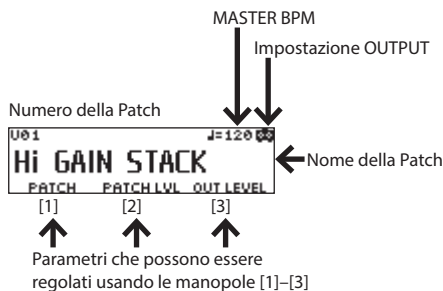 MASTER BPM
Impostazione OUTPUT
Numero della Patch
U01 ♩=120
Hi GAIN STACK
Nome della Patch
PATCH PATCH LVL OUT LEVEL
[1] [2] [3]
Parametri che possono essere
regolati usando le manopole [1]–[3]